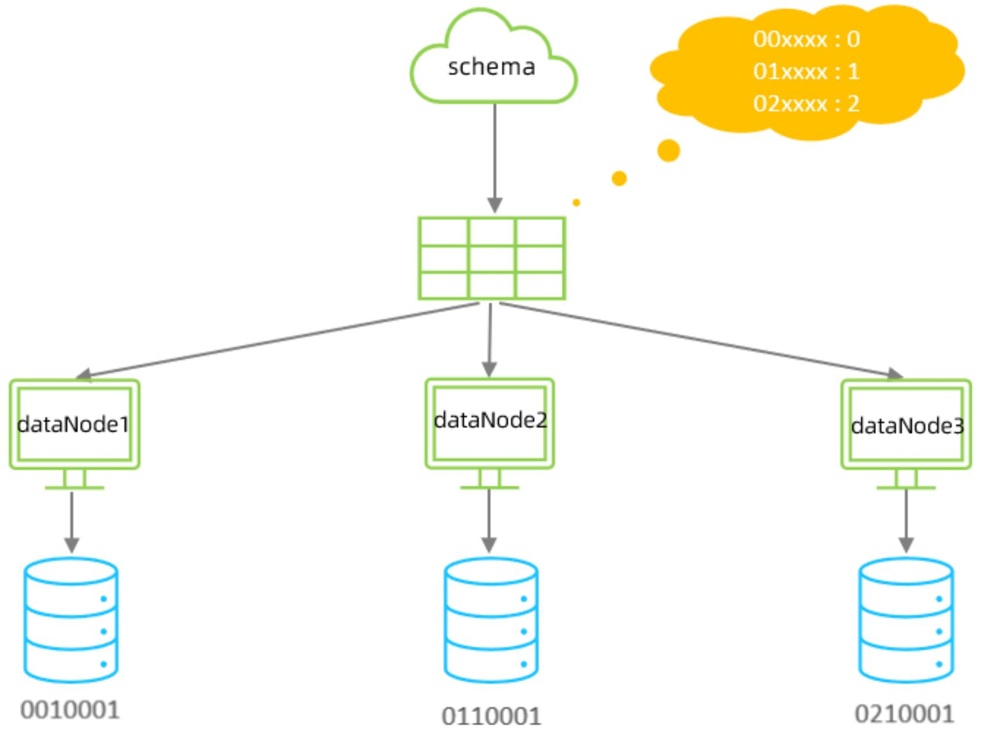 schema
00xxxx : 0
01xxxx : 1
02xxxx : 2
dataNode1
dataNode2
dataNode3
0010001
0110001
0210001